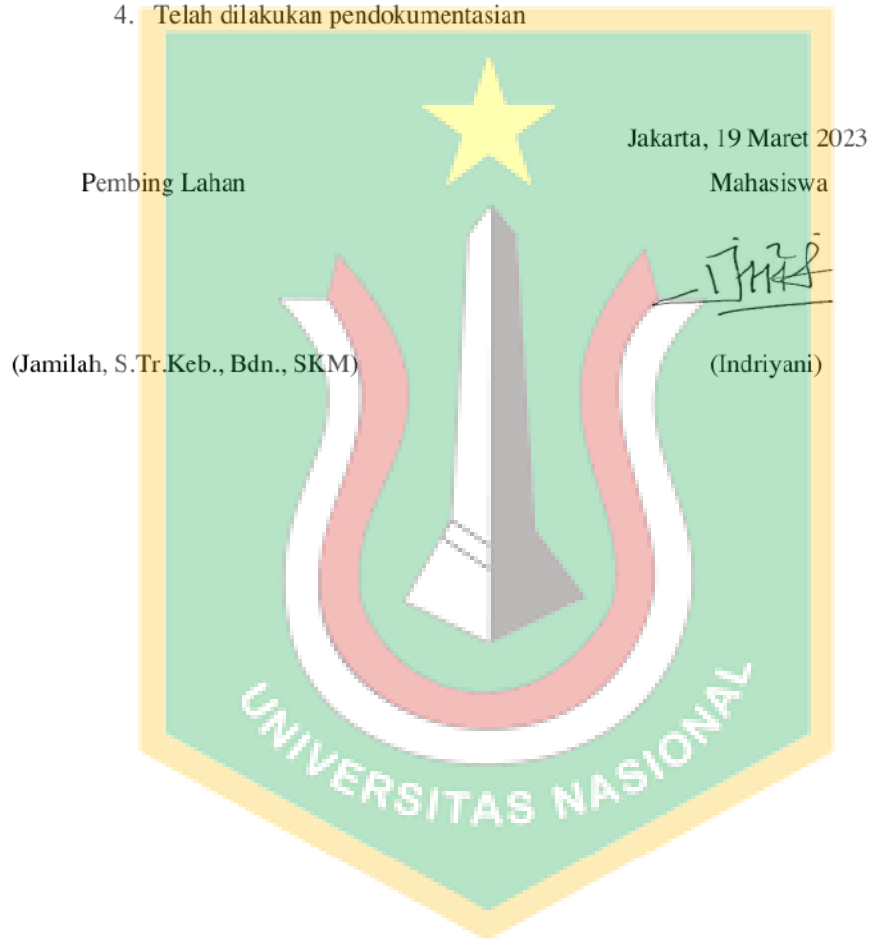 4. Telah dilakukan pendokumentasian
Jakarta, 19 Maret 2023
Pembing Lahan Mahasiswa
(Jamilah, S.Tr.Keb., Bdn., SKM) (Indriyani)
UNIVERSITAS NASIONAL